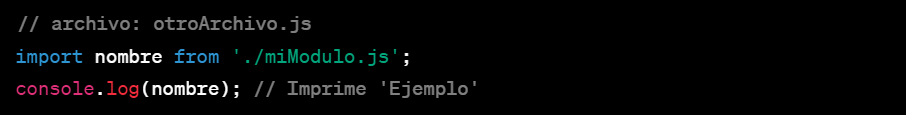 // archivo: otroArchivo.js
import nombre from './miModulo.js';
console.log(nombre); // Imprime 'Ejemplo'